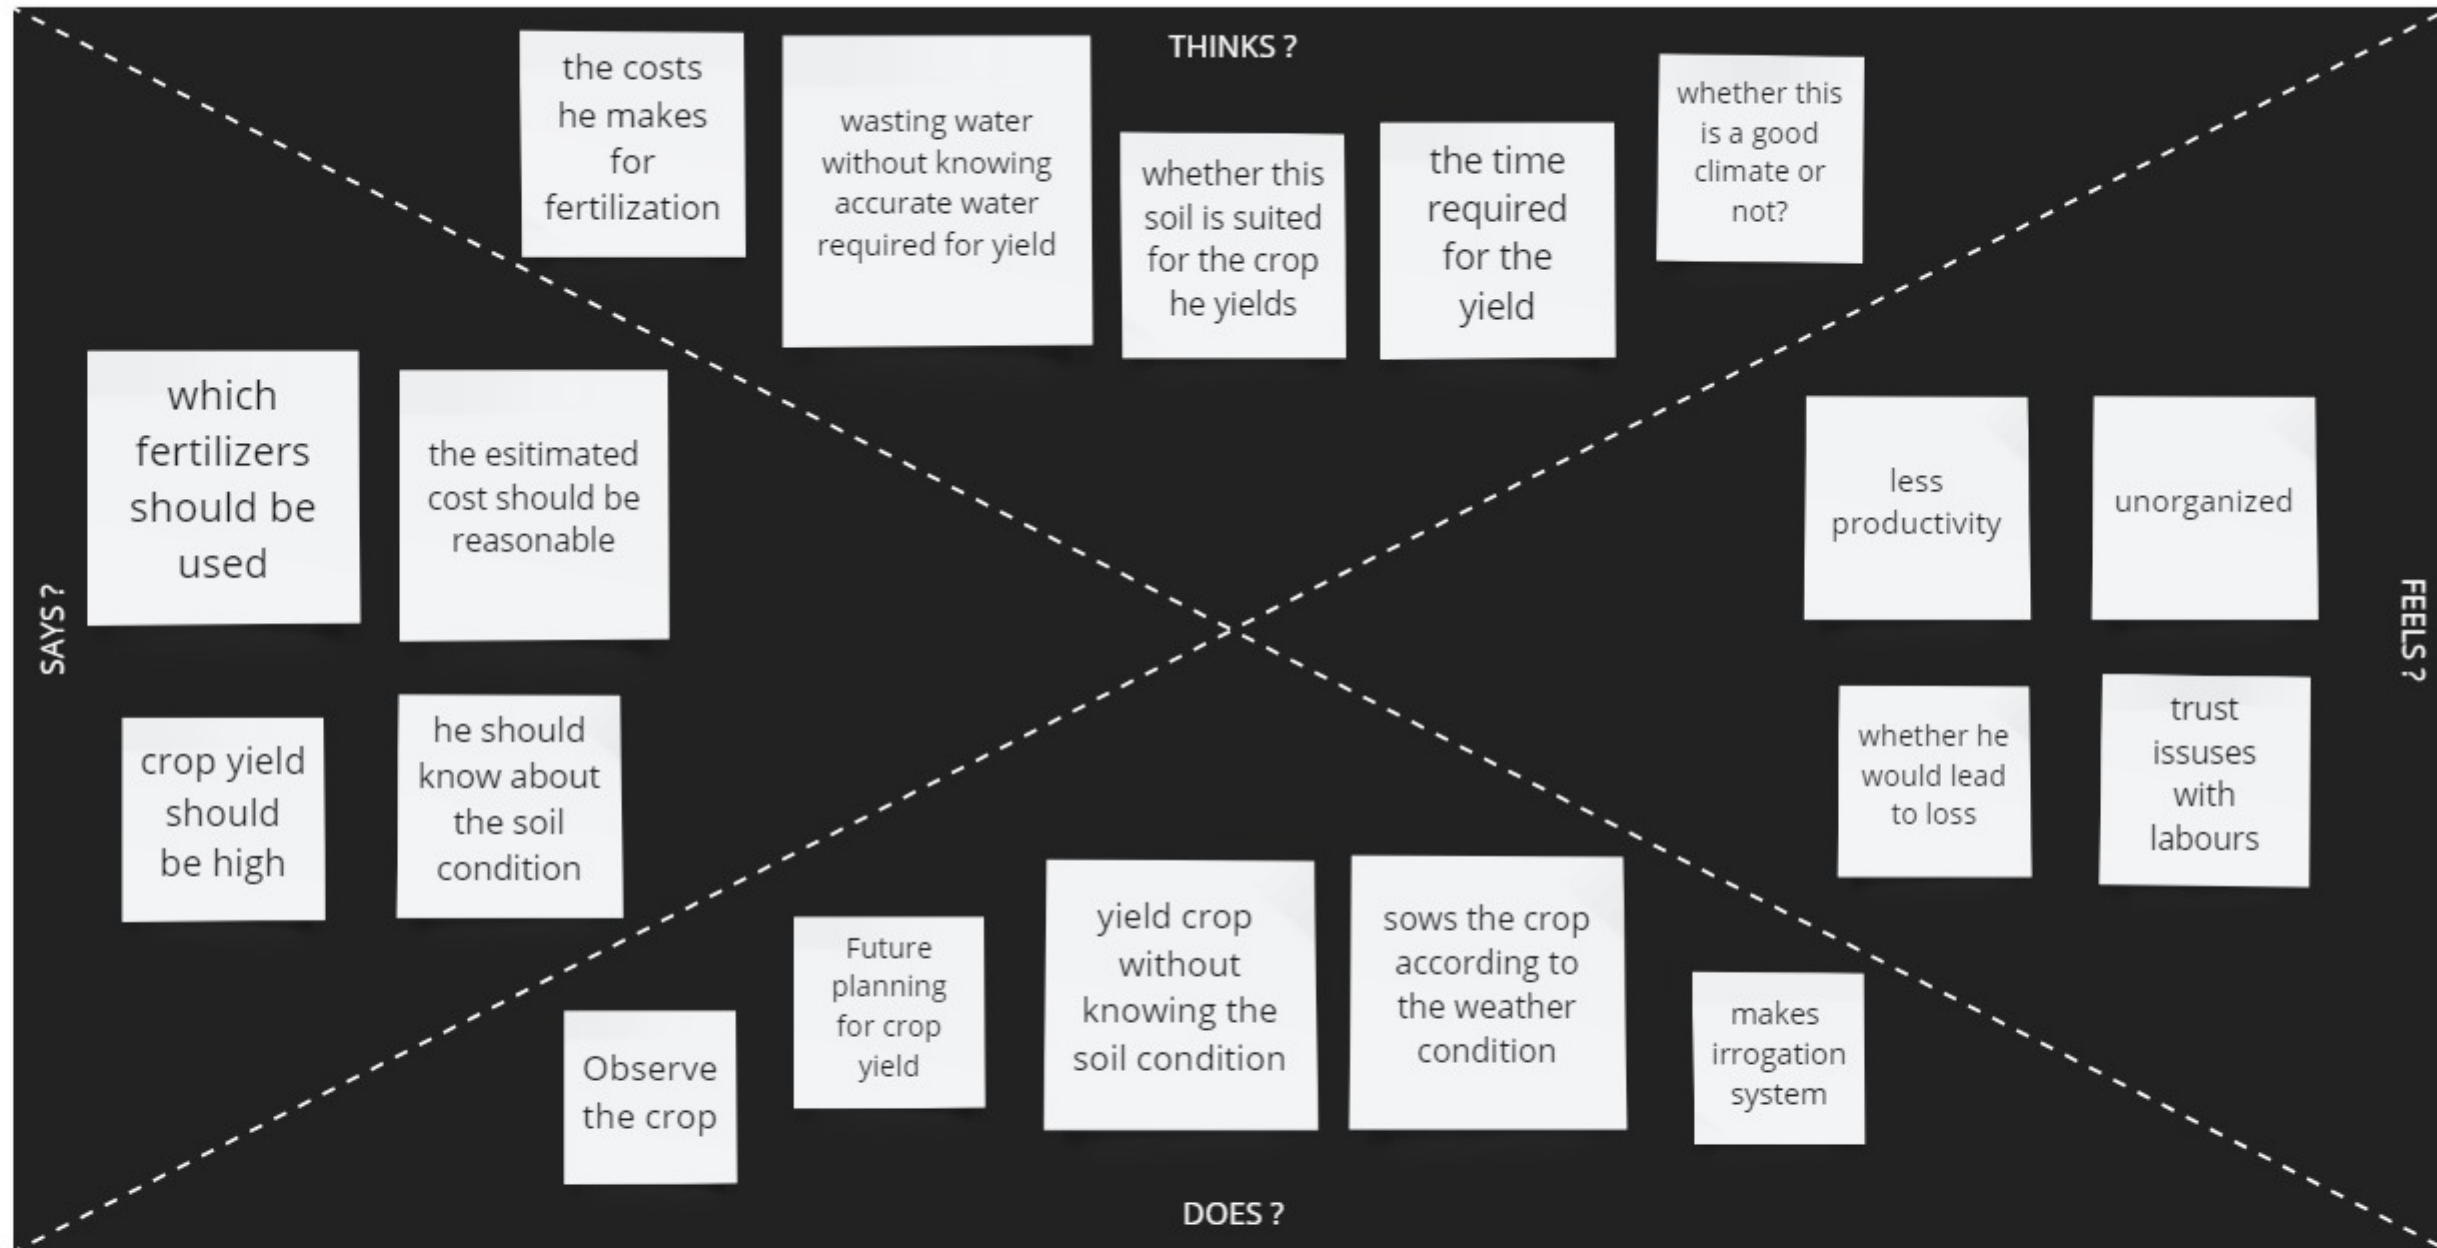 THINKS ?
the costs
he makes
for
fertilization
wasting water
without knowing
accurate water
required for yield
whether this
soil is suited
for the crop
he yields
the time
required
for the
yield
whether this
is a good
climate or
not?
SAYS ?
which
fertilizers
should be
used
the esitimated
cost should be
reasonable
crop yield
should
be high
he should
know about
the soil
condition
FEELS ?
less
productivity
unorganized
whether he
would lead
to loss
trust
issuses
with
labours
Observe
the crop
Future
planning
for crop
yield
yield crop
without
knowing the
soil condition
sows the crop
according to
the weather
condition
makes
irrogation
system
DOES ?